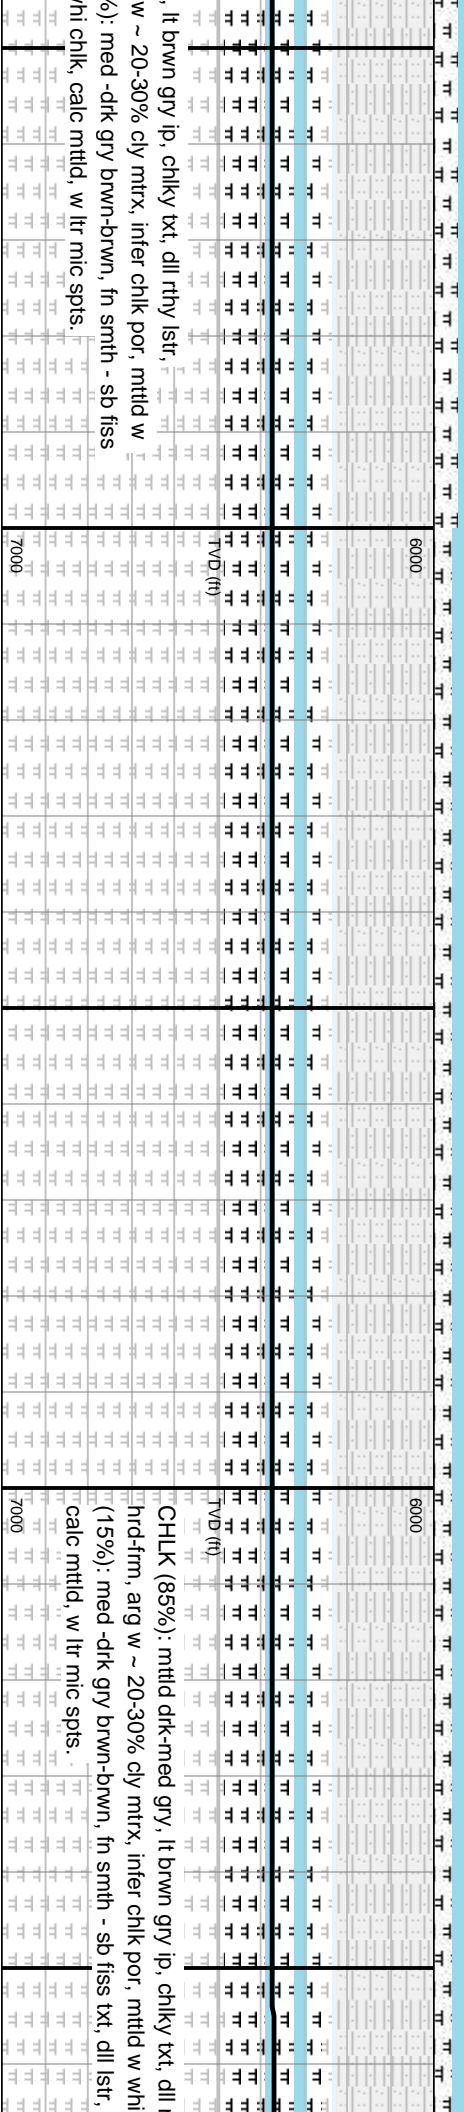 , lt brwn gry ip, chlky txt, dll rthy lstr,
w ~ 20-30% cly mtrx, infer chlk por, mttld w
%): med -drk gry brwn-brwn, fn smth - sb fiss
whi chlk, calc mttld, w ltr mic spts.
6000
TVD (ft)
7000
6000
TVD (ft)
7000
CHLK (85%): mttld drk-med gry, lt brwn gry ip, chlky txt, dll
hrd-frm, arg w ~ 20-30% cly mtrx, infer chlk por, mttld w whi
(15%): med -drk gry brwn-brwn, fn smth - sb fiss txt, dll lstr,
calc mttld, w ltr mic spts.